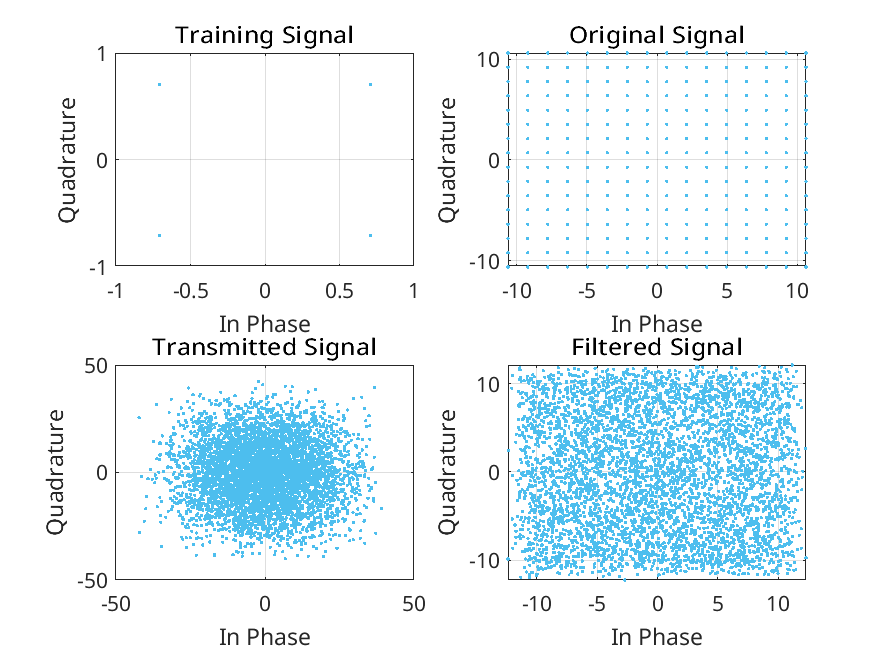 Training Signal
1
0
-1
Quadrature
-1 -0.5 0 0.5 1
In Phase
Original Signal
10
0
-10
Quadrature
-10 -5 0 5 10
In Phase
Transmitted Signal
50
0
-50
Quadrature
-50 0 50
In Phase
Filtered Signal
10
0
-10
Quadrature
-10 -5 0 5 10
In Phase